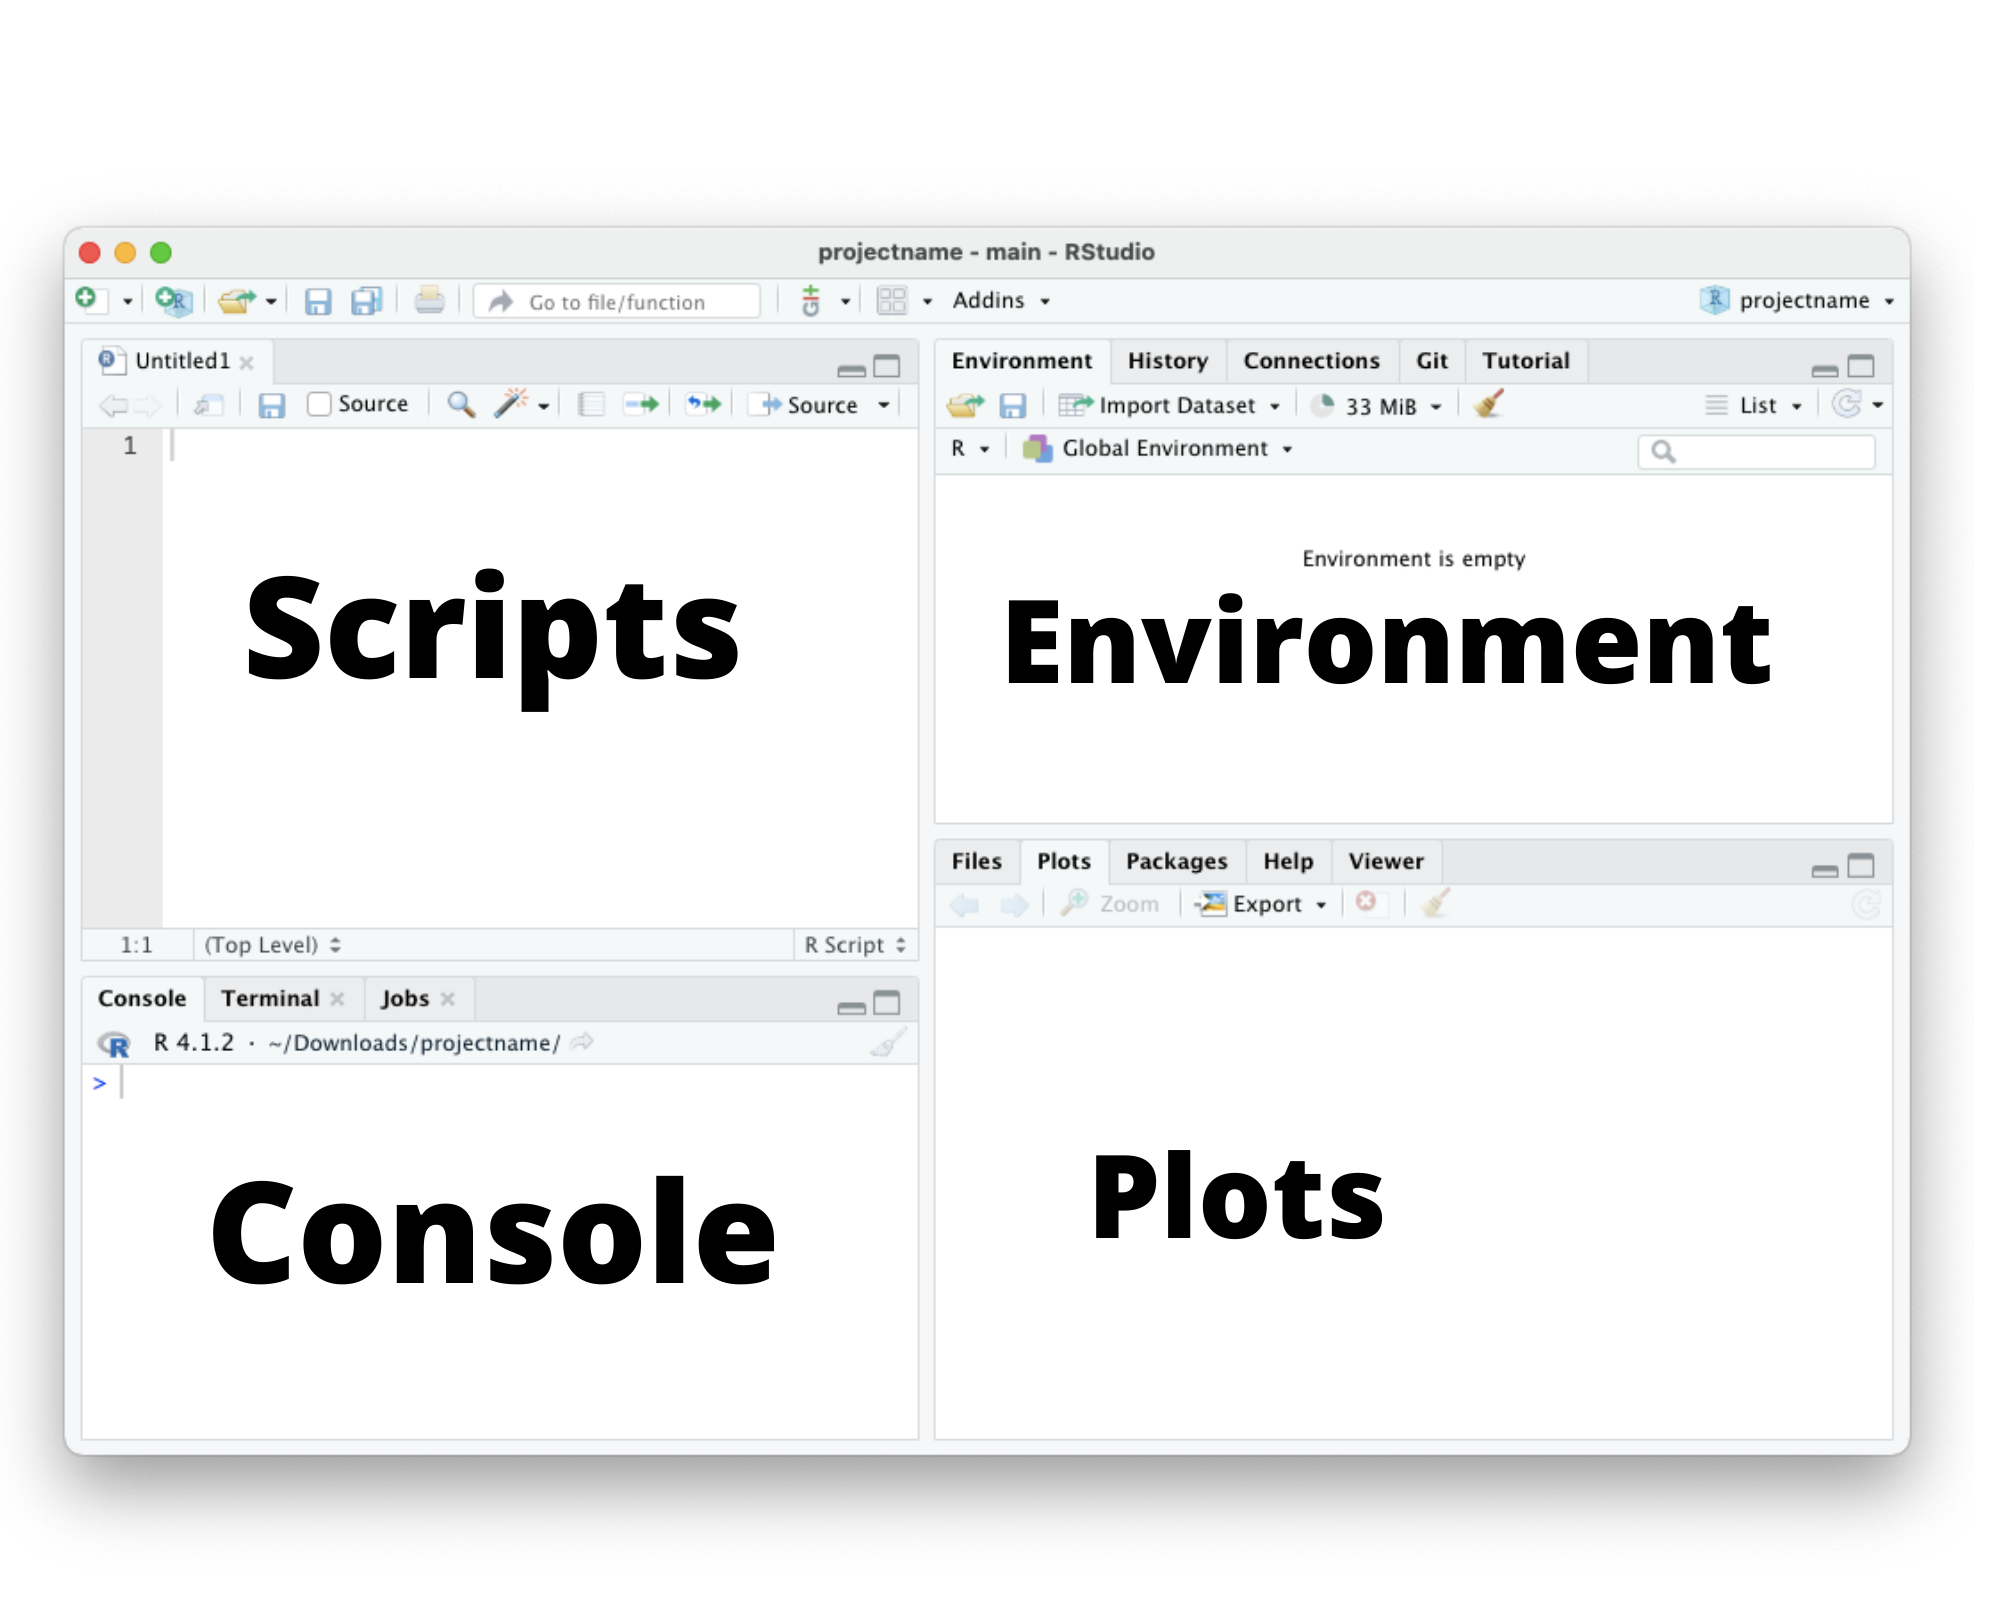 projectname - main - RStudio
Go to file/function
Addins
projectname
Untitled1
Source
Source
1
Scripts
1:1 (Top Level) R Script
Console Terminal Jobs
R 4.1.2 · ~/Downloads/projectname/
>
Console
Environment History Connections Git Tutorial
Import Dataset 33 MiB List
R Global Environment
Environment is empty
Environment
Files Plots Packages Help Viewer
Zoom Export
Plots